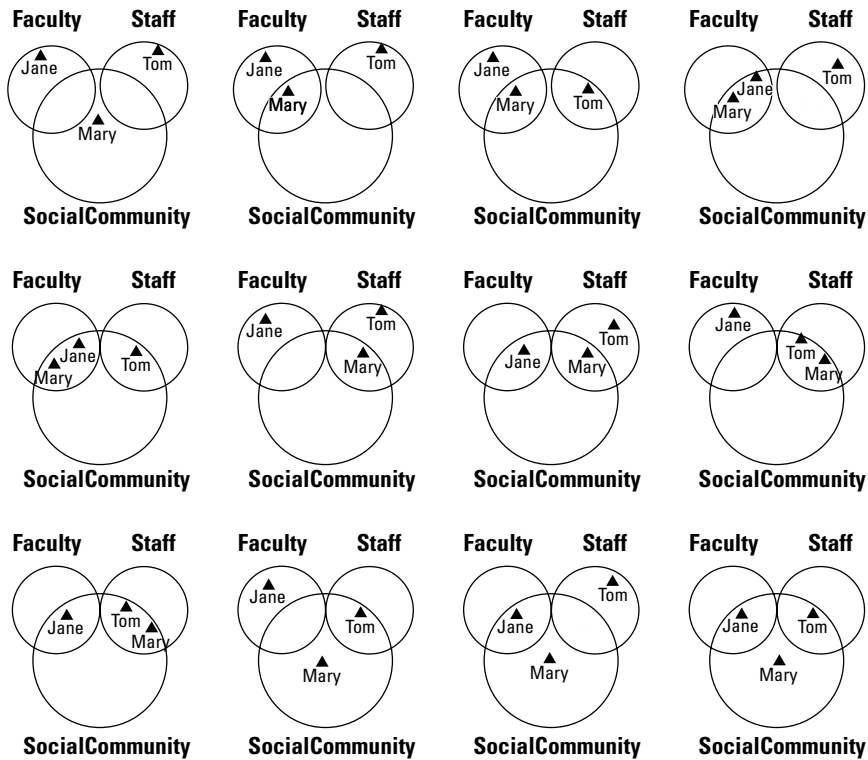 Faculty Staff Faculty Staff Faculty Staff Faculty Staff
Jane Tom Jane Tom Jane Tom
Mary Mary Mary Tom Jane Mary
SocialCommunity SocialCommunity SocialCommunity SocialCommunity
Faculty Staff Faculty Staff Faculty Staff Faculty Staff
Jane Mary Tom Jane Tom Mary Jane Mary Tom Jane Tom Mary
SocialCommunity SocialCommunity SocialCommunity SocialCommunity
Faculty Staff Faculty Staff Faculty Staff Faculty Staff
Jane Tom Mary Jane Tom Jane Tom Jane Tom
Mary Mary Mary
SocialCommunity SocialCommunity SocialCommunity SocialCommunity